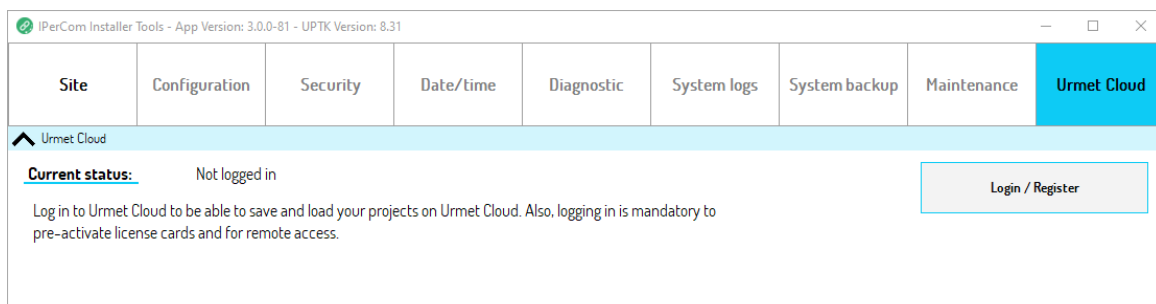 IPerCom Installer Tools - App Version: 3.0.0-81 - UPTK Version: 8.31
Site Configuration Security Date/time Diagnostic System logs System backup Maintenance Urmet Cloud
Urmet Cloud
Current status: Not logged in
Login / Register
Log in to Urmet Cloud to be able to save and load your projects on Urmet Cloud. Also, logging in is mandatory to
pre-activate license cards and for remote access.